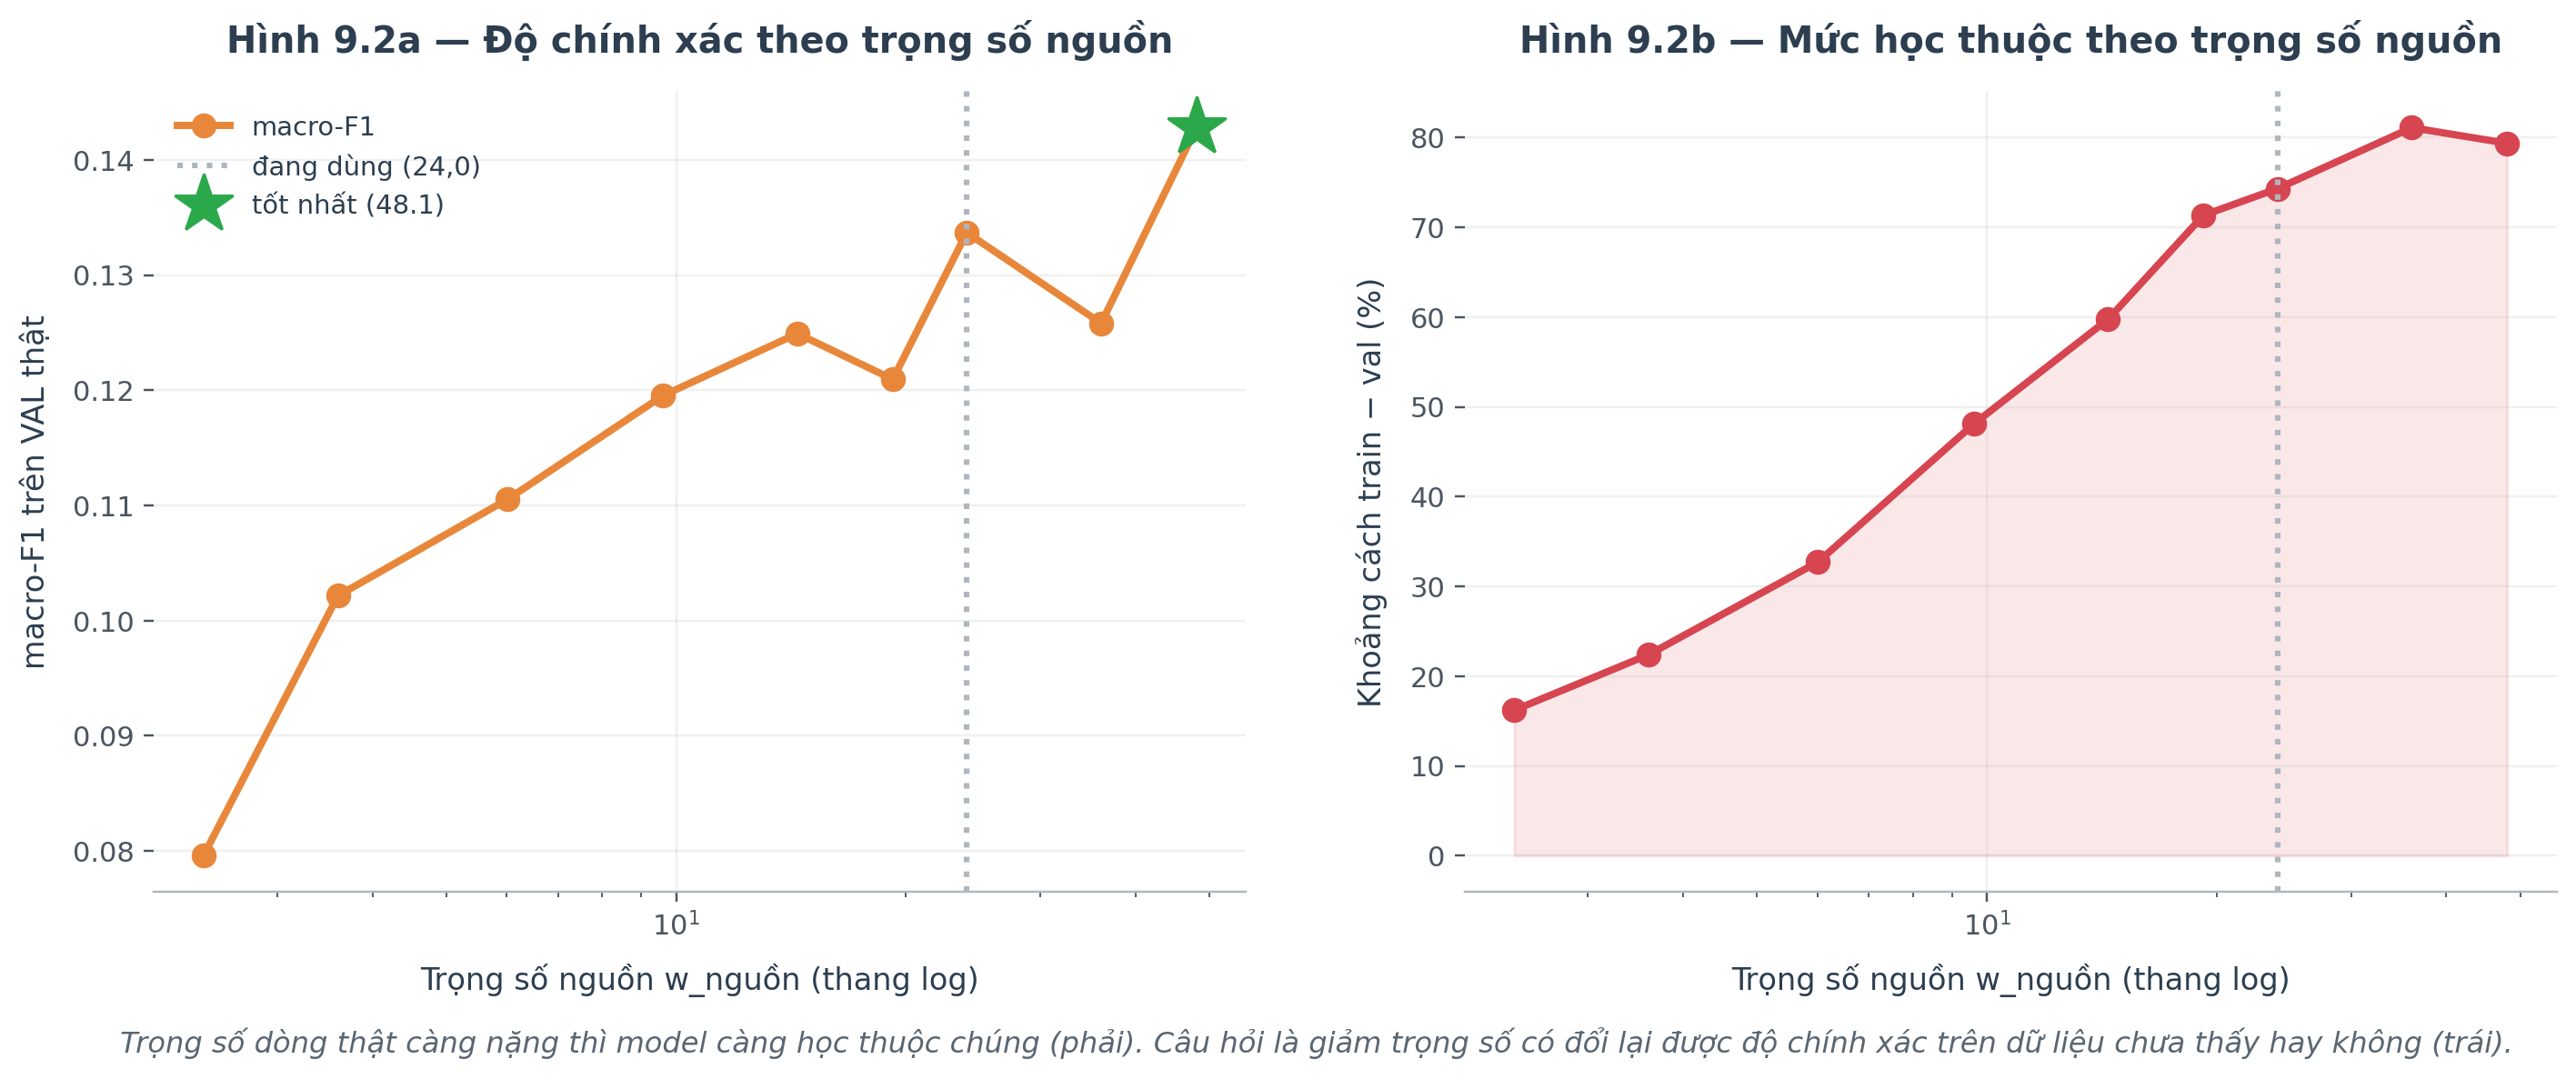 Hình 9.2a — Độ chính xác theo trọng số nguồn
macro-F1
đang dùng (24,0)
tốt nhất (48.1)
0.14
0.13
0.12
0.11
0.10
0.09
0.08
macro-F1 trên VAL thật
10¹
Trọng số nguồn w_nguồn (thang log)
Hình 9.2b — Mức học thuộc theo trọng số nguồn
80
70
60
50
40
30
20
10
0
Khoảng cách train − val (%)
10¹
Trọng số nguồn w_nguồn (thang log)
Trọng số dòng thật càng nặng thì model càng học thuộc chúng (phải). Câu hỏi là giảm trọng số có đổi lại được độ chính xác trên dữ liệu chưa thấy hay không (trái).